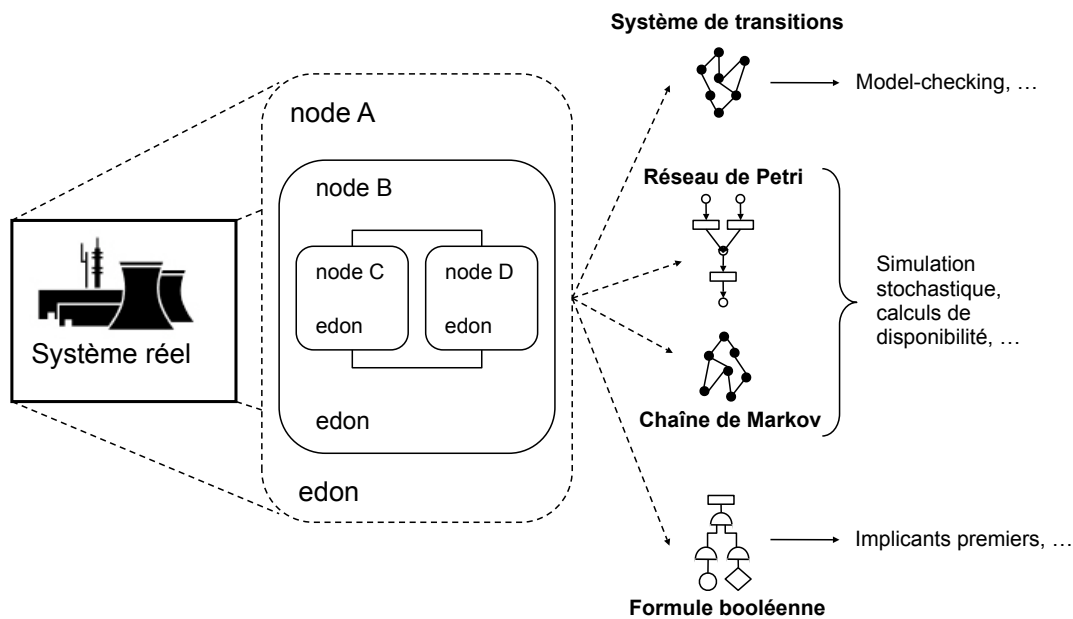 Système réel
node A
node B
node C
edon
node D
edon
edon
edon
Système de transitions
Model-checking, …
Réseau de Petri
Simulation
stochastique,
calculs de
disponibilité, …
Chaîne de Markov
Implicants premiers, …
Formule booléenne